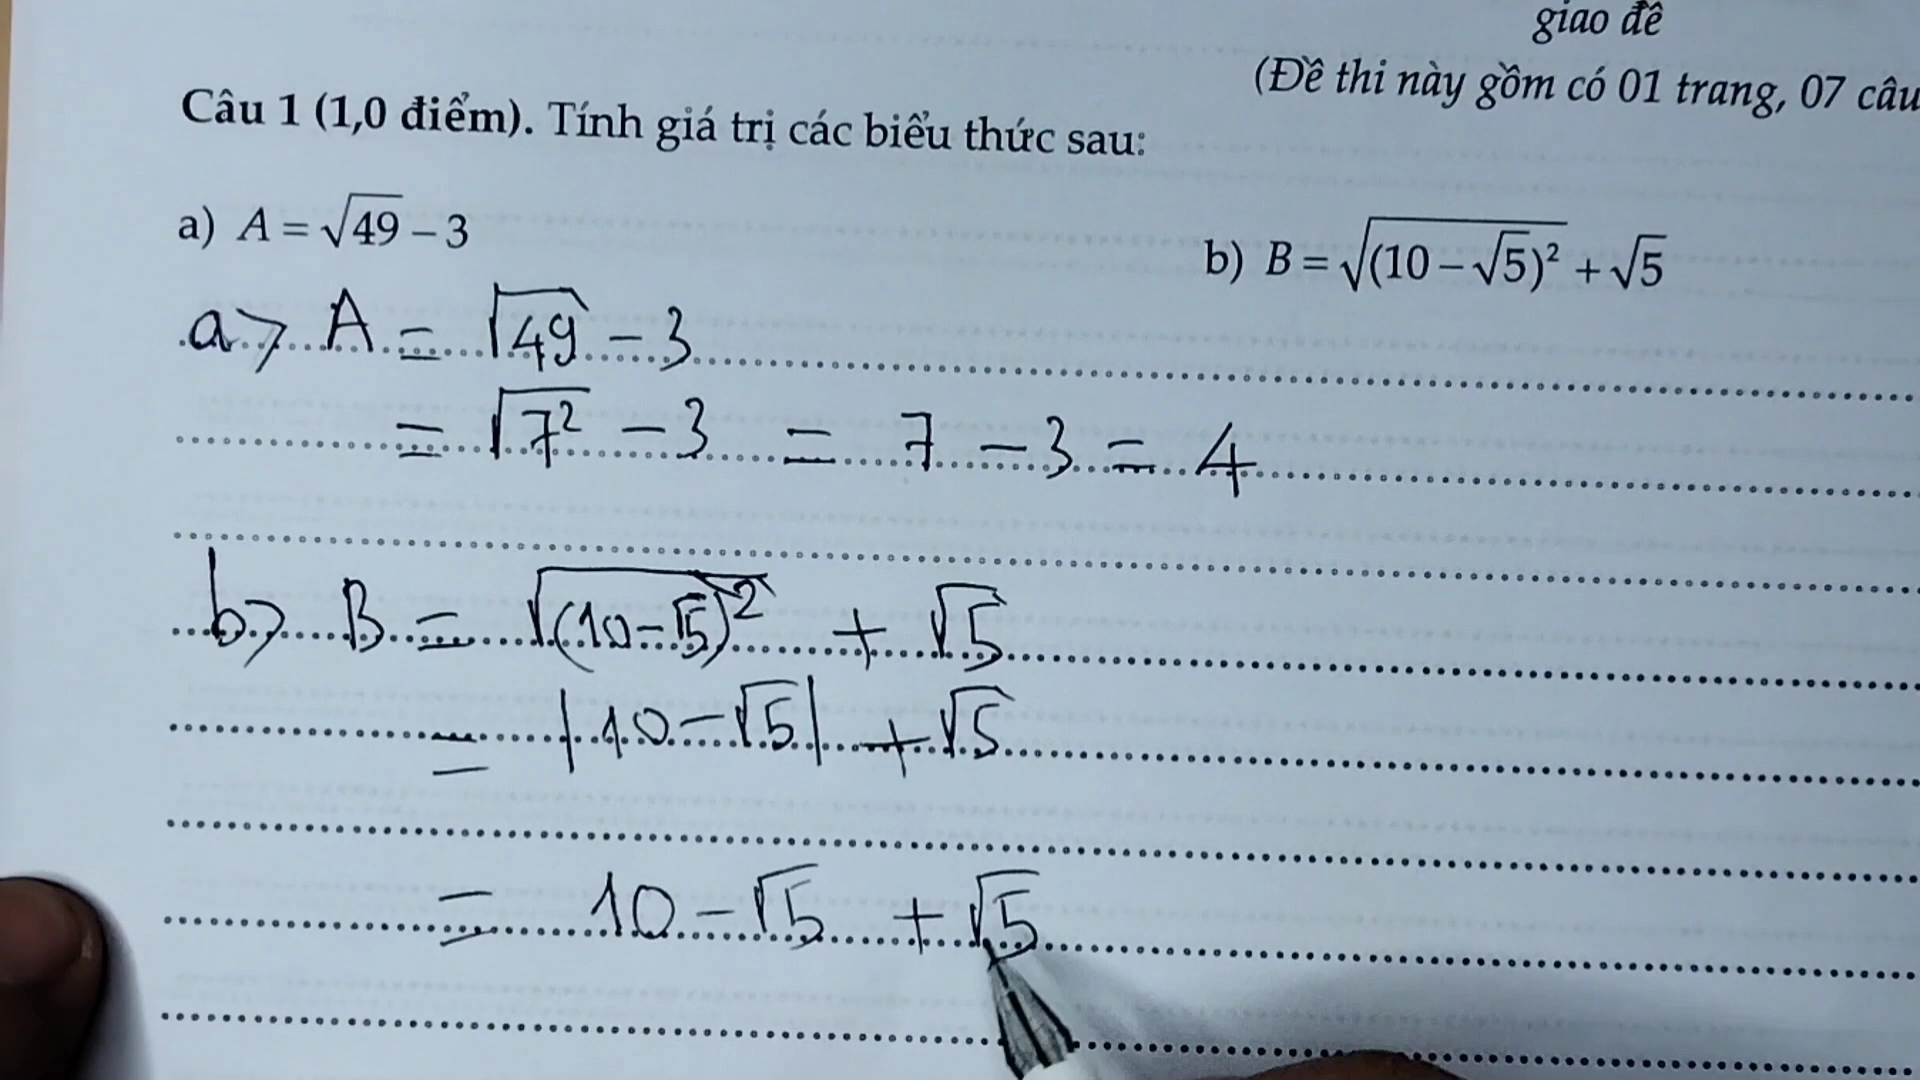 giao đề
(Đề thi này gồm có 01 trang, 07 câu
Câu 1 (1,0 điểm). Tính giá trị các biểu thức sau:
a) A = √49 – 3
b) B = √(10 – √5)² + √5
a> A = √49 - 3
= √7² - 3 = 7 - 3 = 4
b> B = √(10-√5)² + √5
= |10 - √5| + √5
= 10 - √5 + √5